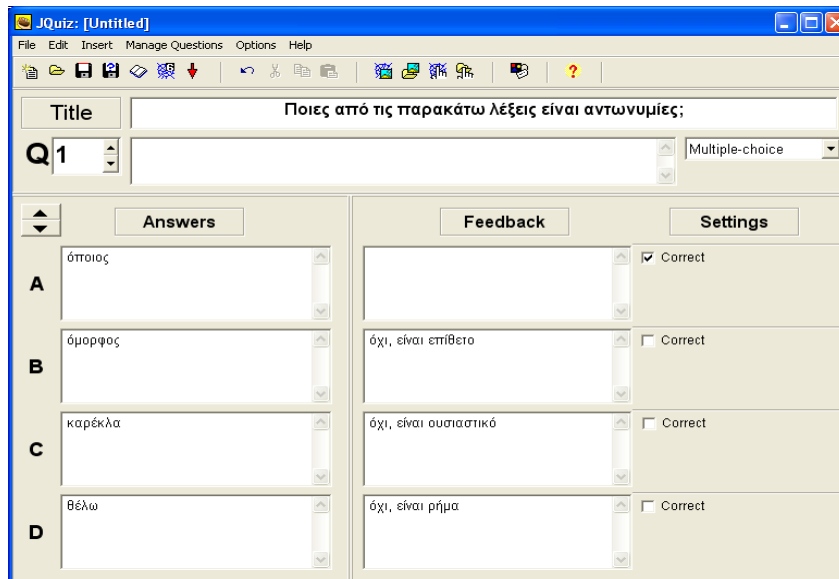 JQuiz: [Untitled]
File Edit Insert Manage Questions Options Help
Title
Ποιες από τις παρακάτω λέξεις είναι αντωνυμίες;
Q 1
Multiple-choice
Answers Feedback Settings
A όποιος Correct
B όμορφος όχι, είναι επίθετο Correct
C καρέκλα όχι, είναι ουσιαστικό Correct
D θέλω όχι, είναι ρήμα Correct